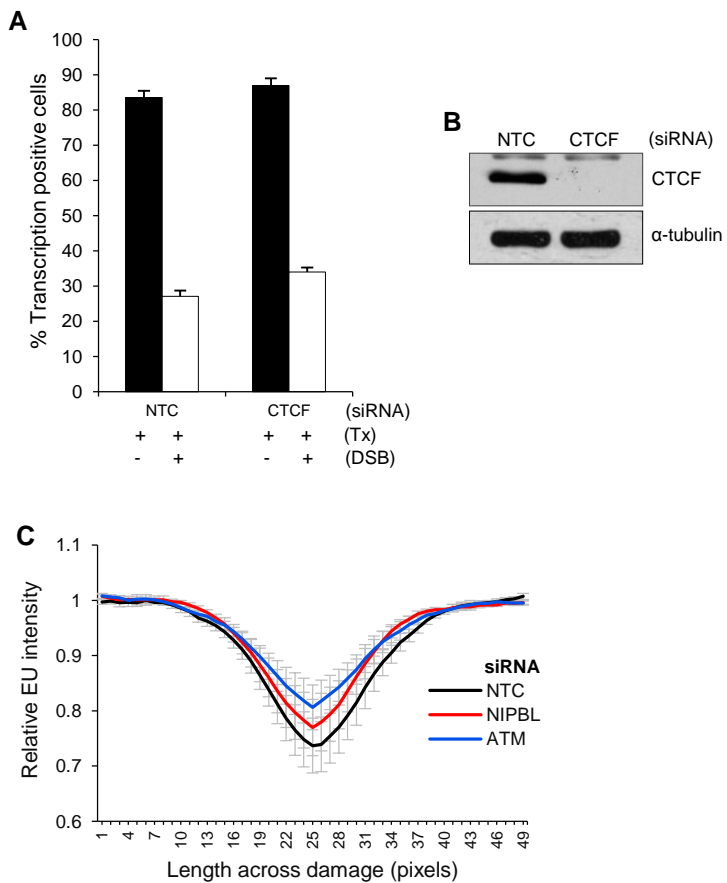 A
% Transcription positive cells
100
90
80
70
60
50
40
30
20
10
0
NTC CTCF (siRNA)
+ + + + (Tx)
- + - + (DSB)
B
NTC CTCF (siRNA)
CTCF
α-tubulin
C
Relative EU intensity
1.1
1
0.9
0.8
0.7
0.6
siRNA
NTC
NIPBL
ATM
1 4 7 10 13 16 19 22 25 28 31 34 37 40 43 46 49
Length across damage (pixels)